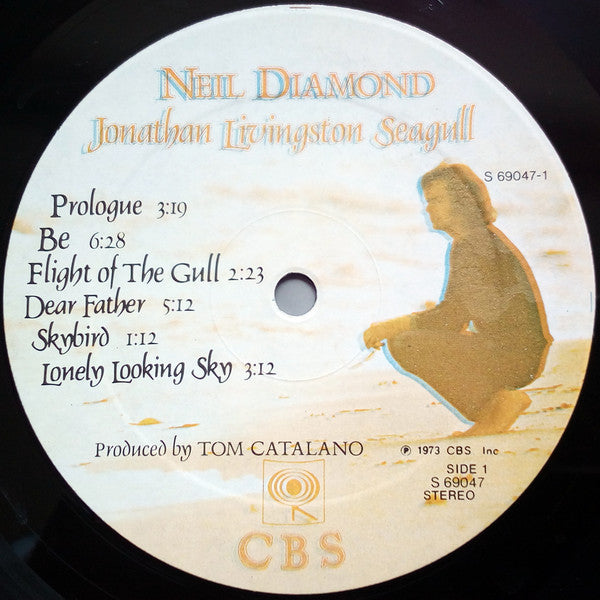 NEIL DIAMOND
Jonathan Livingston Seagull
S 69047-1
Prologue 3:19
Be 6:28
Flight of The Gull 2:23
Dear Father 5:12
Skybird 1:12
Lonely Looking Sky 3:12
Produced by TOM CATALANO
℗ 1973 CBS Inc
SIDE 1
S 69047
STEREO
CBS